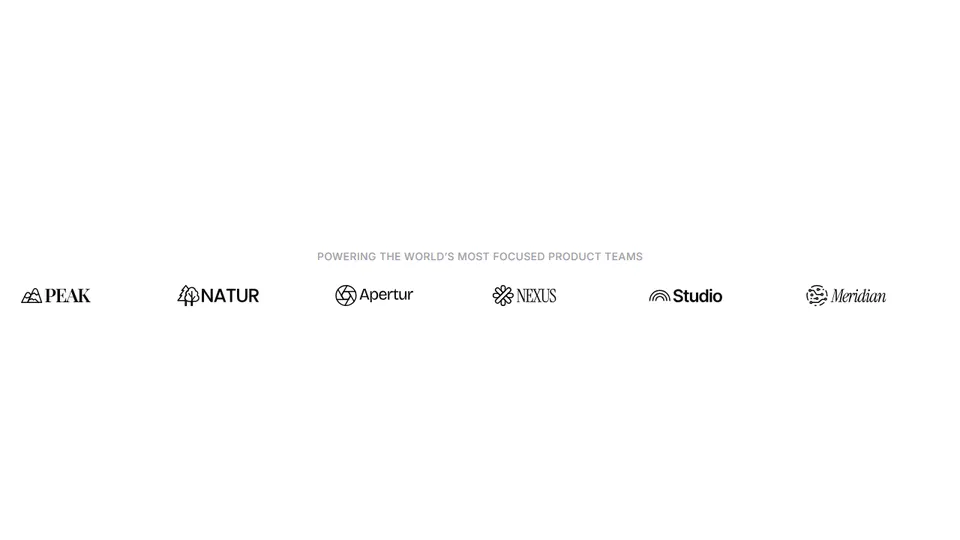 POWERING THE WORLD'S MOST FOCUSED PRODUCT TEAMS
PEAK NATUR Apertur NEXUS Studio Meridian